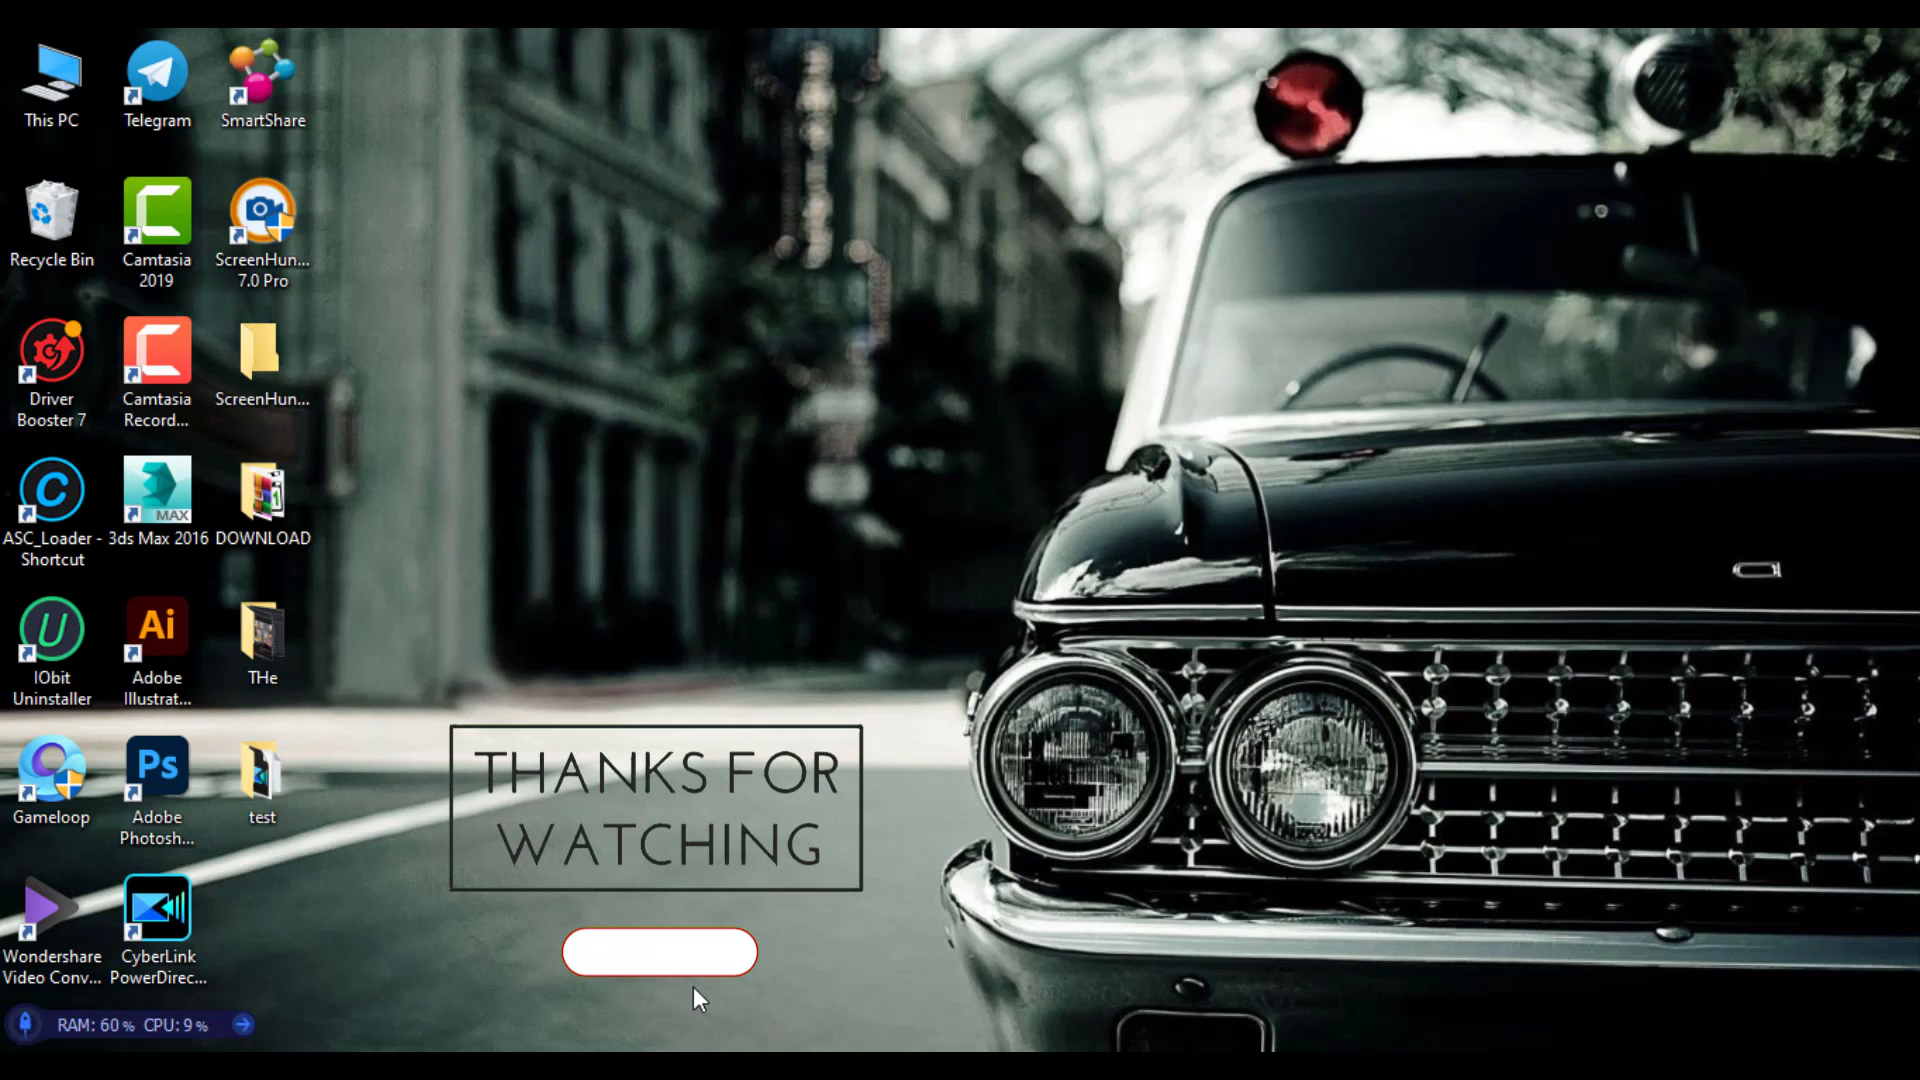 This PC
Telegram
SmartShare
Recycle Bin
Camtasia
2019
ScreenHun...
7.0 Pro
Driver
Booster 7
Camtasia
Record...
ScreenHun...
ASC_Loader -
Shortcut
MAX
3ds Max 2016
1
DOWNLOAD
IObit
Uninstaller
Ai
Adobe
Illustrat...
THe
Gameloop
Ps
Adobe
Photosh...
test
Wondershare
Video Conv...
CyberLink
PowerDirec...
THANKS FOR
WATCHING
RAM: 60 % CPU: 9 %